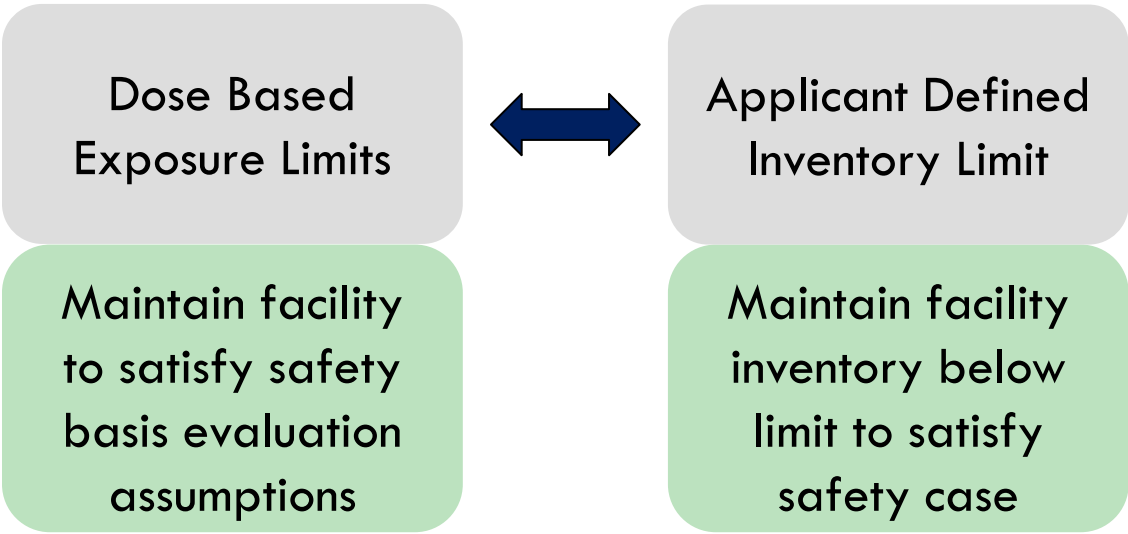 Dose Based
Exposure Limits
Applicant Defined
Inventory Limit
Maintain facility
to satisfy safety
basis evaluation
assumptions
Maintain facility
inventory below
limit to satisfy
safety case